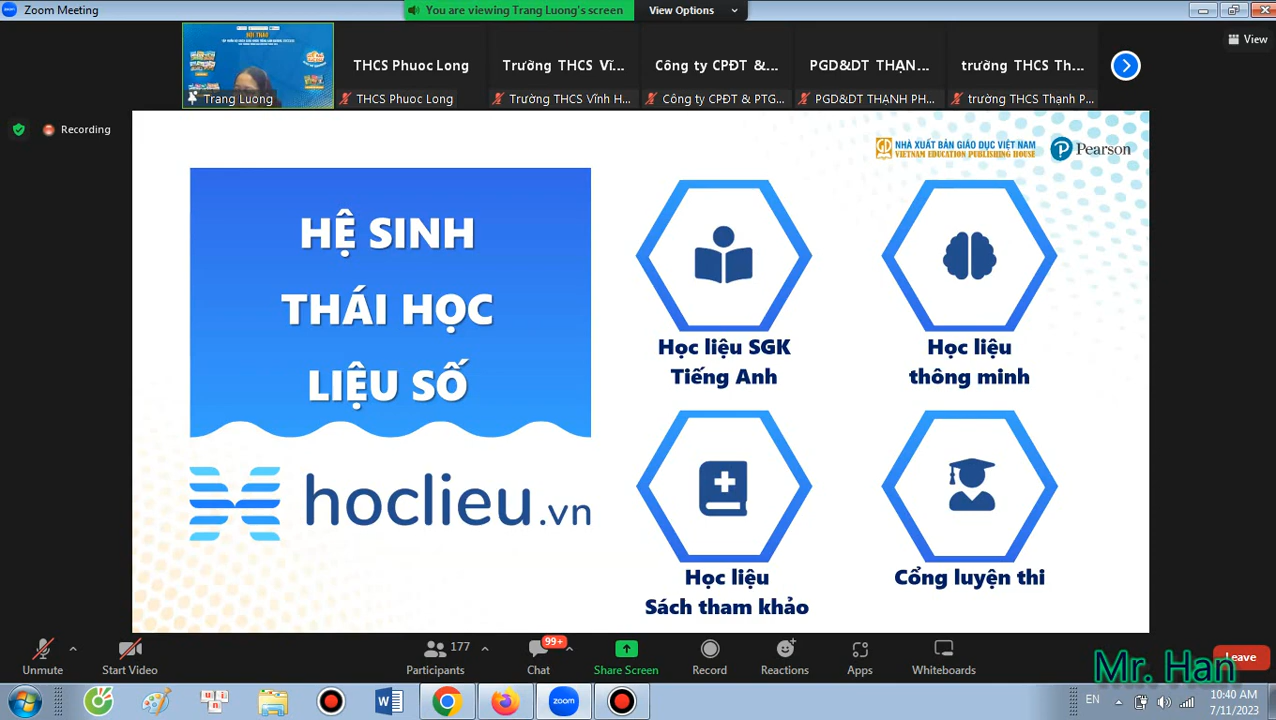 Zoom Meeting
You are viewing Trang Luong's screen
View Options
View
THCS Phuoc Long
Trường THCS Vĩ...
Công ty CPĐT &...
PGD&DT THẠN...
trường THCS Th...
Trang Luong
THCS Phuoc Long
Trường THCS Vĩnh H...
Công ty CPĐT & PTG...
PGD&DT THẠNH PH...
trường THCS Thạnh P...
Recording
NHÀ XUẤT BẢN GIÁO DỤC VIỆT NAM
VIETNAM EDUCATION PUBLISHING HOUSE
Pearson
HỆ SINH
THÁI HỌC
LIỆU SỐ
hoclieu.vn
Học liệu SGK
Tiếng Anh
Học liệu
thông minh
Học liệu
Sách tham khảo
Cổng luyện thi
177
99+
Unmute
Start Video
Participants
Chat
Share Screen
Record
Reactions
Apps
Whiteboards
Leave
Mr. Han
EN
10:40 AM
7/11/2023